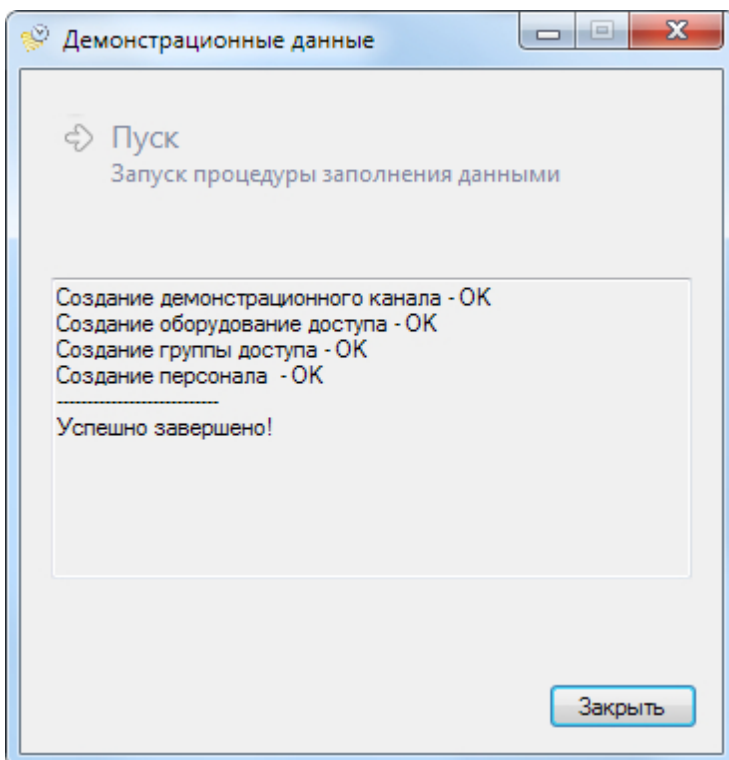 Демонстрационные данные
Пуск
Запуск процедуры заполнения данными
Создание демонстрационного канала - OK
Создание оборудование доступа - OK
Создание группы доступа - OK
Создание персонала  - OK
---------------------------
Успешно завершено!
Закрыть